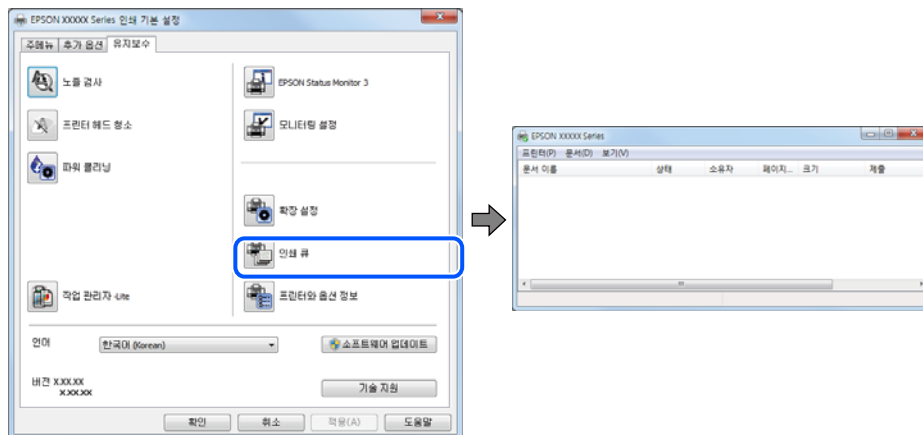 EPSON XXXXX Series 인쇄 기본 설정
주메뉴 추가 옵션 유지보수
노즐 검사
EPSON Status Monitor 3
프린터 헤드 청소
모니터링 설정
파워 클리닝
확장 설정
인쇄 큐
작업 관리자 -Lite
프린터와 옵션 정보
언어
한국어 (Korean)
소프트웨어 업데이트
버전 X.XX.XX
X.XX.XX
기술 지원
확인 취소 적용(A) 도움말
EPSON XXXXX Series
프린터(P) 문서(D) 보기(V)
문서 이름 상태 소유자 페이지... 크기 제출